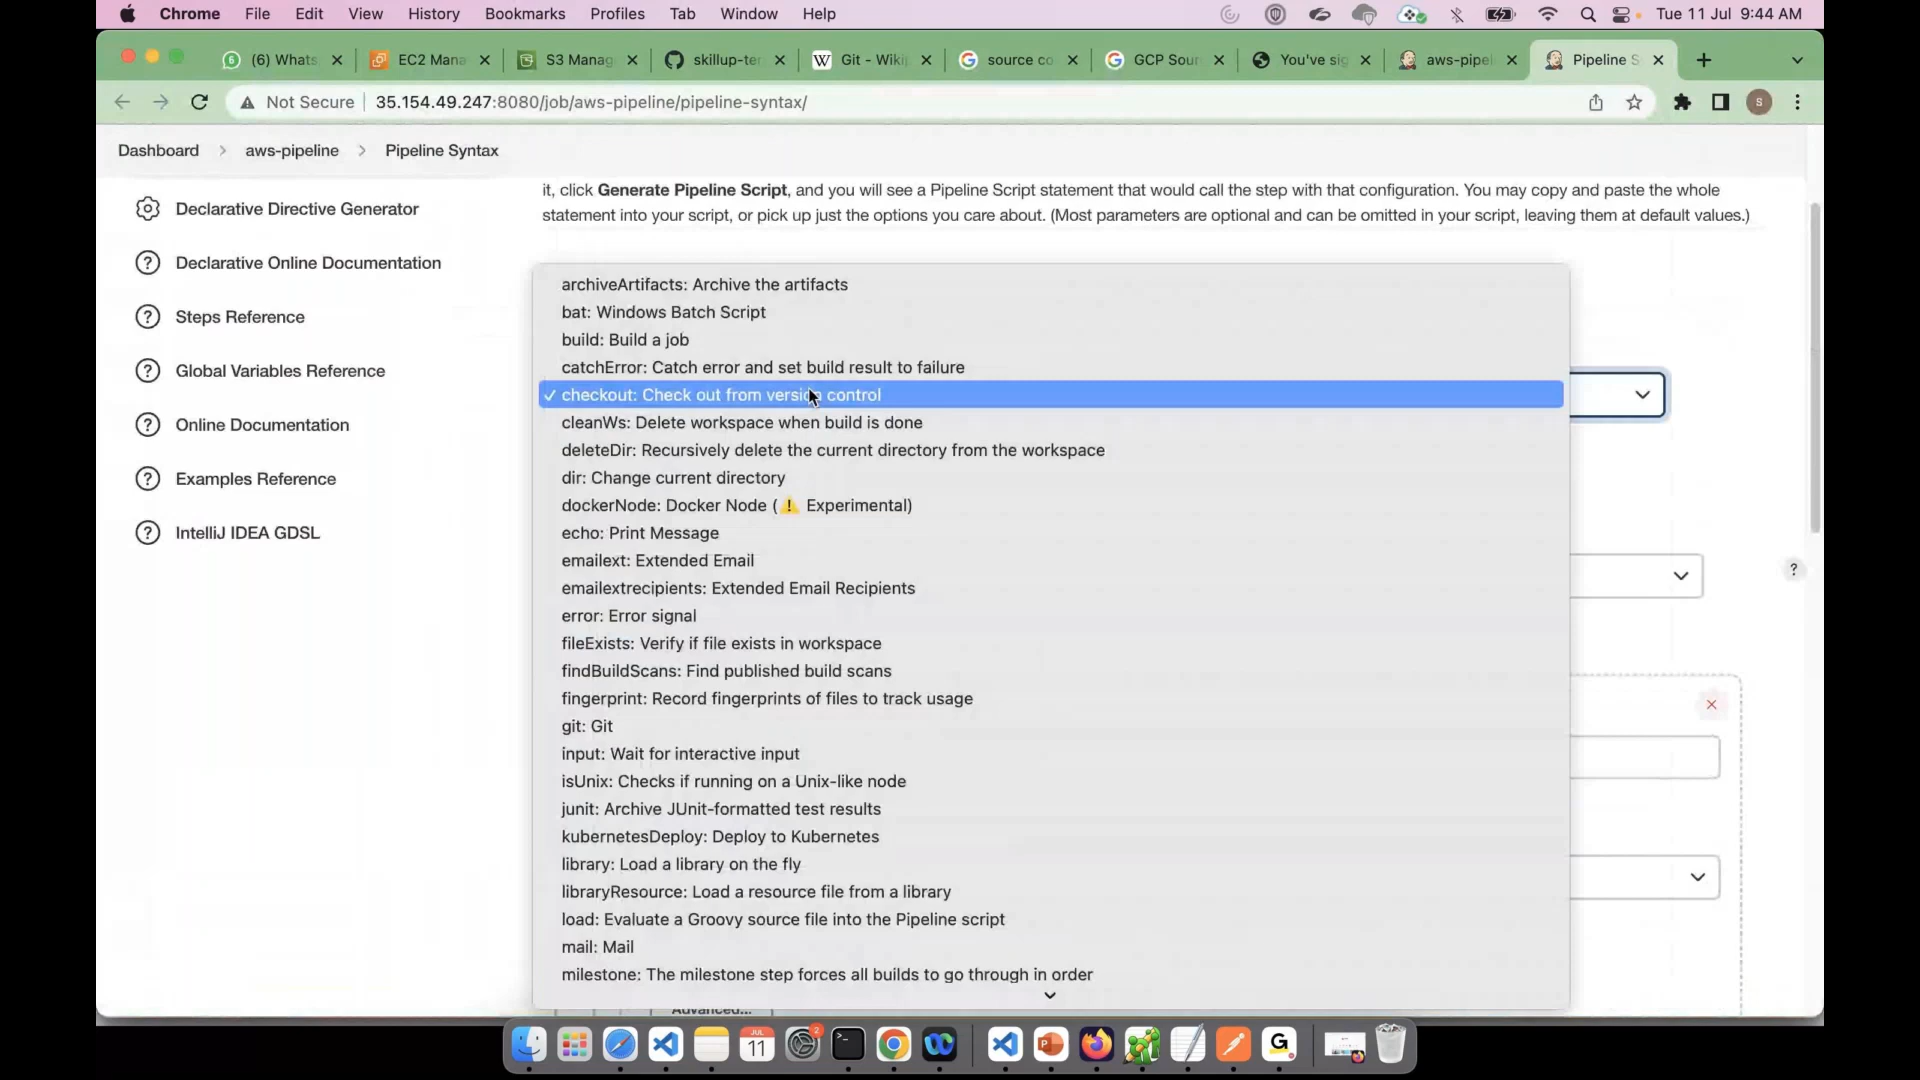 Chrome File Edit View History Bookmarks Profiles Tab Window Help Tue 11 Jul 9:44 AM
(6) Whats EC2 Mana S3 Manag skillup-ter Git - Wiki source co GCP Sour You've sig aws-pipel Pipeline S
Not Secure 35.154.49.247:8080/job/aws-pipeline/pipeline-syntax/ S
Dashboard > aws-pipeline > Pipeline Syntax
it, click Generate Pipeline Script, and you will see a Pipeline Script statement that would call the step with that configuration. You may copy and paste the whole
statement into your script, or pick up just the options you care about. (Most parameters are optional and can be omitted in your script, leaving them at default values.)
Declarative Directive Generator
Declarative Online Documentation
Steps Reference
Global Variables Reference
Online Documentation
Examples Reference
IntelliJ IDEA GDSL
archiveArtifacts: Archive the artifacts
bat: Windows Batch Script
build: Build a job
catchError: Catch error and set build result to failure
✓ checkout: Check out from version control
cleanWs: Delete workspace when build is done
deleteDir: Recursively delete the current directory from the workspace
dir: Change current directory
dockerNode: Docker Node (⚠ Experimental)
echo: Print Message
emailext: Extended Email
emailextrecipients: Extended Email Recipients
error: Error signal
fileExists: Verify if file exists in workspace
findBuildScans: Find published build scans
fingerprint: Record fingerprints of files to track usage
git: Git
input: Wait for interactive input
isUnix: Checks if running on a Unix-like node
junit: Archive JUnit-formatted test results
kubernetesDeploy: Deploy to Kubernetes
library: Load a library on the fly
libraryResource: Load a resource file from a library
load: Evaluate a Groovy source file into the Pipeline script
mail: Mail
milestone: The milestone step forces all builds to go through in order
?
Advanced...
JUL
11
2